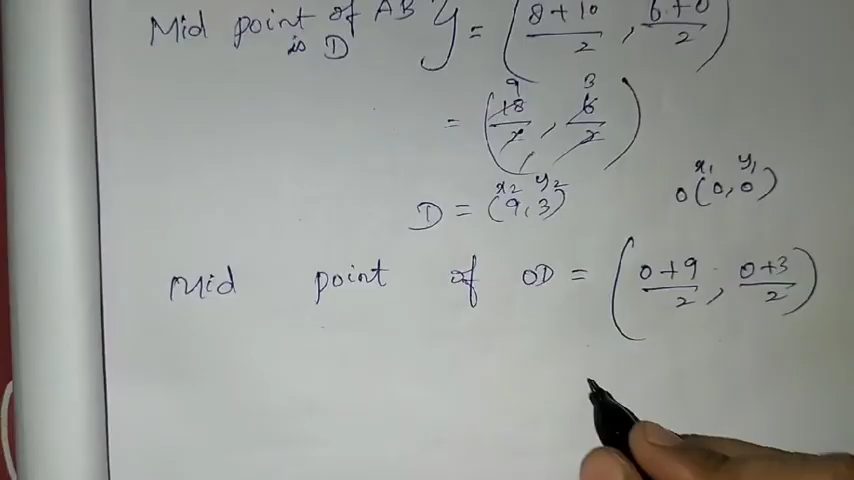 Mid point of AB y = (8+10/2, 6+0/2)
is D
= (18/2, 6/2) 9 3
D = (9,3) x2 y2 O(0,0) x1 y1
Mid point of OD = (0+9/2, 0+3/2)